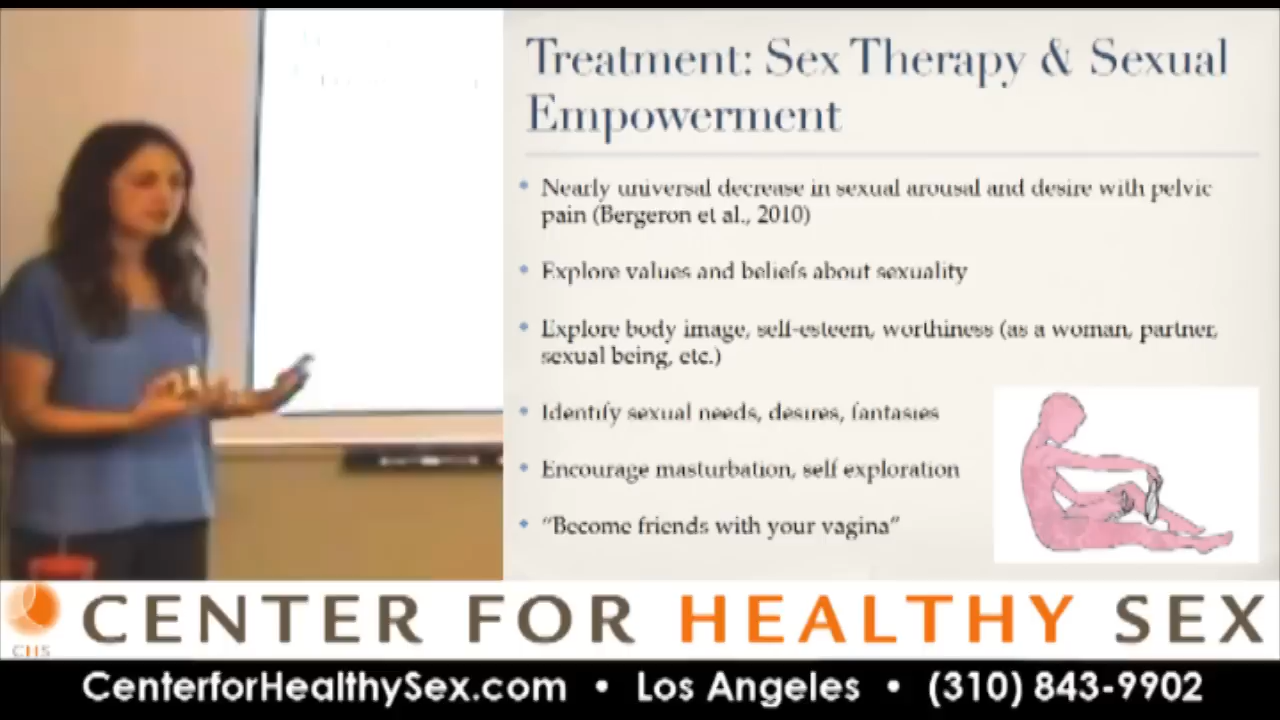 Treatment: Sex Therapy & Sexual
Empowerment
• Nearly universal decrease in sexual arousal and desire with pelvic
pain (Bergeron et al., 2010)
• Explore values and beliefs about sexuality
• Explore body image, self-esteem, worthiness (as a woman, partner,
sexual being, etc.)
• Identify sexual needs, desires, fantasies
• Encourage masturbation, self exploration
• “Become friends with your vagina”
CENTER FOR HEALTHY SEX
CHS
CenterforHealthySex.com • Los Angeles • (310) 843-9902